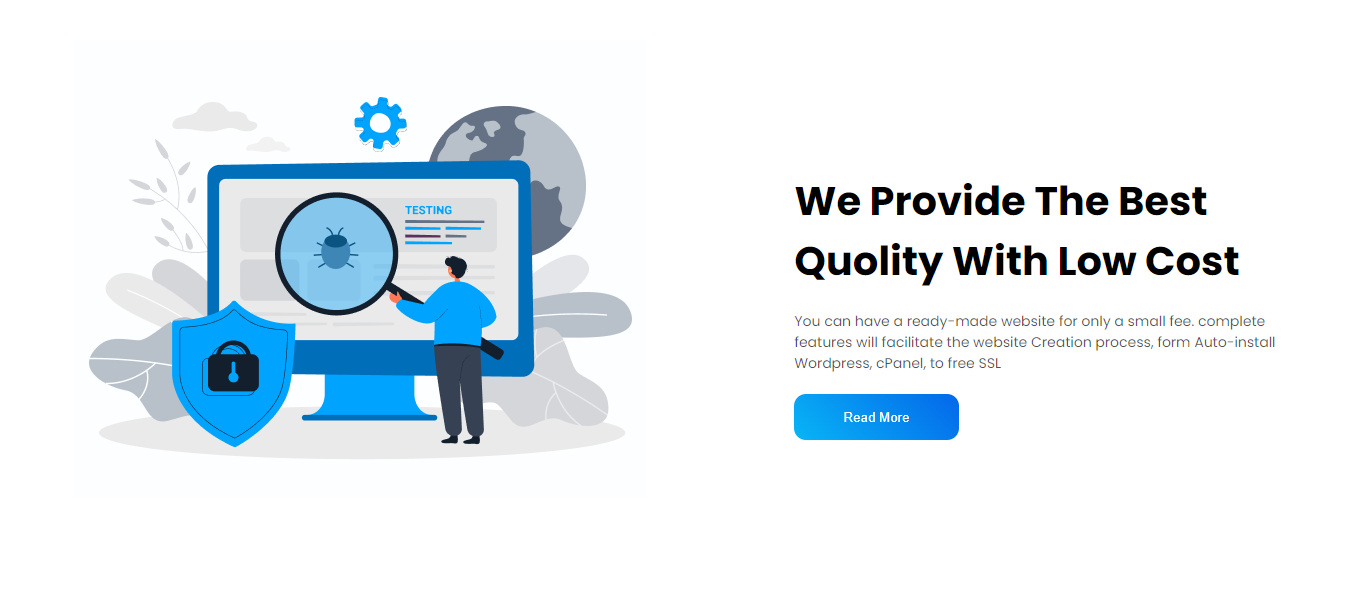 TESTING
We Provide The Best
Quolity With Low Cost
You can have a ready-made website for only a small fee. complete
features will facilitate the website Creation process, form Auto-install
Wordpress, cPanel, to free SSL
Read More